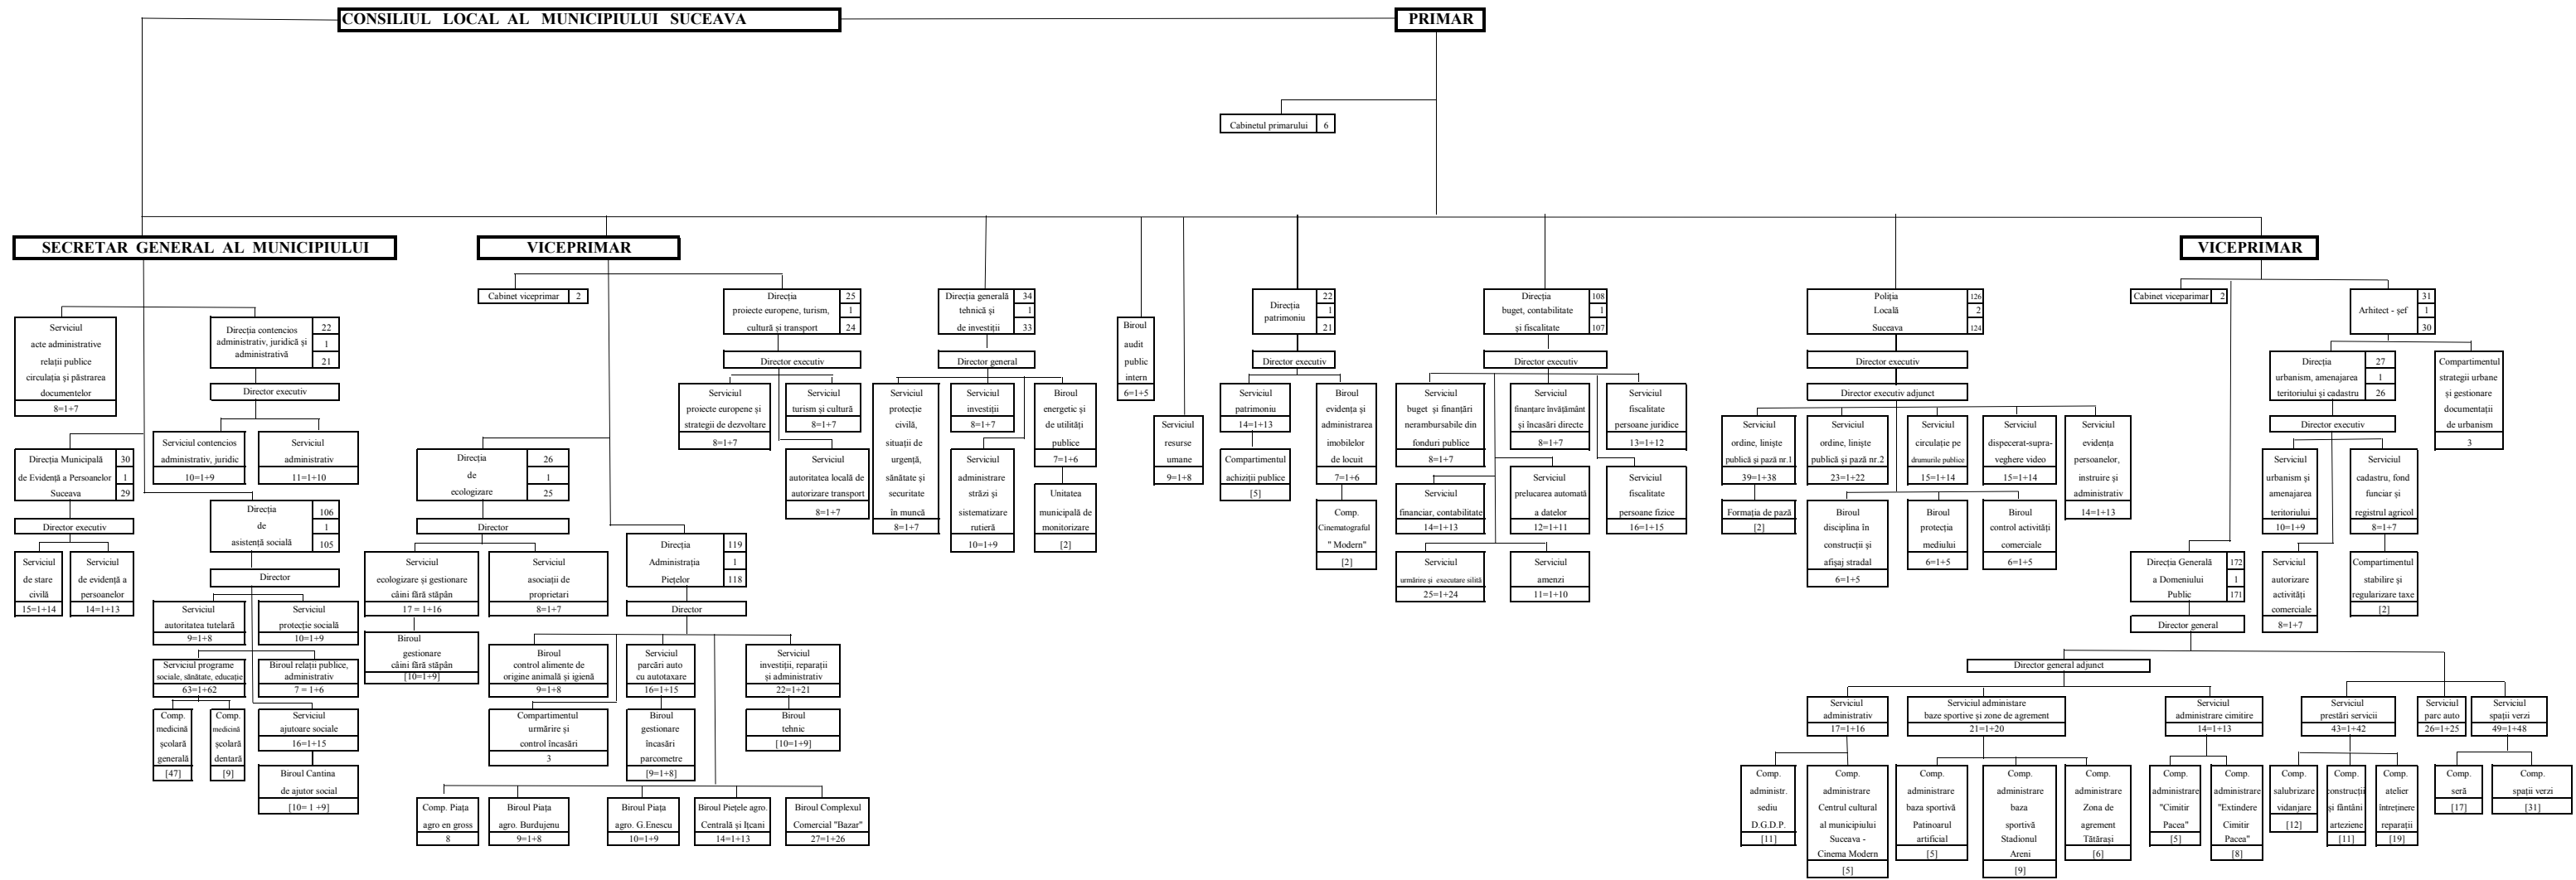 CONSILIUL LOCAL AL MUNICIPIULUI SUCEAVA
PRIMAR
Cabinetul primarului 6
SECRETAR GENERAL AL MUNICIPIULUI
VICEPRIMAR
VICEPRIMAR
Serviciul
acte administrative
relații publice
circulația și păstrarea
documentelor
8=1+7
Direcția contencios
administrativ, juridică și
administrativă
22
1
21
Director executiv
Serviciul contencios
administrativ, juridic
10=1+9
Serviciul
administrativ
11=1+10
Direcția Municipală
de Evidență a Persoanelor
Suceava
30
1
29
Director executiv
Serviciul
de stare
civilă
15=1+14
Serviciul
de evidență a
persoanelor
14=1+13
Direcția
de
asistență socială
106
1
105
Director
Serviciul
autoritatea tutelară
9=1+8
Serviciul
protecție socială
10=1+9
Serviciul programe
sociale, sănătate, educație
63=1+62
Biroul relații publice,
administrativ
7 = 1+6
Comp.
medicină
școlară
generală
[47]
Comp.
medicină
școlară
dentară
[9]
Serviciul
ajutoare sociale
16=1+15
Biroul Cantina
de ajutor social
[10= 1 +9]
Cabinet viceprimar 2
Direcția
proiecte europene, turism,
cultură și transport
25
1
24
Director executiv
Serviciul
proiecte europene și
strategii de dezvoltare
8=1+7
Serviciul
turism și cultură
8=1+7
Serviciul
autoritatea locală de
autorizare transport
8=1+7
Direcția
de
ecologizare
26
1
25
Director
Serviciul
ecologizare și gestionare
câini fără stăpân
17 = 1+16
Serviciul
asociații de
proprietari
8=1+7
Biroul
gestionare
câini fără stăpân
[10=1+9]
Direcția
Administrația
Piețelor
119
1
118
Director
Biroul
control alimente de
origine animală și igienă
9=1+8
Serviciul
parcări auto
cu autotaxare
16=1+15
Serviciul
investiții, reparații
și administrativ
22=1+21
Compartimentul
urmărire și
control încasări
3
Biroul
gestionare
încasări
parcometre
[9=1+8]
Biroul
tehnic
[10=1+9]
Comp. Piața
agro en gross
8
Biroul Piața
agro. Burdujenu
9=1+8
Biroul Piața
agro. G.Enescu
10=1+9
Biroul Piețele agro.
Centrală și Ițcani
14=1+13
Biroul Complexul
Comercial "Bazar"
27=1+26
Direcția generală
tehnică și
de investiții
34
1
33
Director general
Serviciul
protecție
civilă,
situații de
urgență,
sănătate și
securitate
în muncă
8=1+7
Serviciul
investiții
8=1+7
Biroul
energetic și
de utilități
publice
7=1+6
Serviciul
administrare
străzi și
sistematizare
rutieră
10=1+9
Unitatea
municipală de
monitorizare
[2]
Biroul
audit
public
intern
6=1+5
Serviciul
resurse
umane
9=1+8
Direcția
patrimoniu
22
1
21
Director executiv
Serviciul
patrimoniu
14=1+13
Compartimentul
achiziții publice
[5]
Biroul
evidența și
administrarea
imobilelor
de locuit
7=1+6
Comp.
Cinematograful
" Modern"
[2]
Direcția
buget, contabilitate
și fiscalitate
108
1
107
Director executiv
Serviciul
buget și finanțări
nerambursabile din
fonduri publice
8=1+7
Serviciul
finanțare învățământ
și încasări directe
8=1+7
Serviciul
fiscalitate
persoane juridice
13=1+12
Serviciul
financiar, contabilitate
14=1+13
Serviciul
prelucarea automată
a datelor
12=1+11
Serviciul
fiscalitate
persoane fizice
16=1+15
Serviciul
urmărire și executare silită
25=1+24
Serviciul
amenzi
11=1+10
Poliția
Locală
Suceava
126
2
124
Director executiv
Director executiv adjunct
Serviciul
ordine, liniște
publică și pază nr.1
39=1+38
Formația de pază
[2]
Serviciul
ordine, liniște
publică și pază nr.2
23=1+22
Serviciul
circulație pe
drumurile publice
15=1+14
Serviciul
dispecerat-supra-
veghere video
15=1+14
Serviciul
evidența
persoanelor,
instruire și
administrativ
14=1+13
Biroul
disciplina în
construcții și
afișaj stradal
6=1+5
Biroul
protecția
mediului
6=1+5
Biroul
control activități
comerciale
6=1+5
Cabinet viceparimar 2
Arhitect - șef
31
1
30
Direcția
urbanism, amenajarea
teritoriului și cadastru
27
1
26
Director executiv
Compartimentul
strategii urbane
și gestionare
documentații
de urbanism
3
Serviciul
urbanism și
amenajarea
teritoriului
10=1+9
Serviciul
cadastru, fond
funciar și
registrul agricol
8=1+7
Serviciul
autorizare
activități
comerciale
8=1+7
Compartimentul
stabilire și
regularizare taxe
[2]
Direcția Generală
a Domeniului
Public
172
1
171
Director general
Director general adjunct
Serviciul
administrativ
17=1+16
Serviciul administare
baze sportive și zone de agrement
21=1+20
Serviciul
administrare cimitire
14=1+13
Serviciul
prestări servicii
43=1+42
Serviciul
parc auto
26=1+25
Serviciul
spații verzi
49=1+48
Comp.
administr.
sediu
D.G.D.P.
[11]
Comp.
administrare
Centrul cultural
al municipiului
Suceava -
Cinema Modern
[5]
Comp.
administrare
baza sportivă
Patinoarul
artificial
[5]
Comp.
administrare
baza
sportivă
Stadionul
Areni
[9]
Comp.
administrare
Zona de
agrement
Tătărași
[6]
Comp.
administrare
"Cimitir
Pacea"
[5]
Comp.
administrare
"Extindere
Cimitir
Pacea"
[8]
Comp.
salubrizare
vidanjare
[12]
Comp.
construcții
și fântâni
arteziene
[11]
Comp.
atelier
întreținere
reparații
[19]
Comp.
seră
[17]
Comp.
spații verzi
[31]